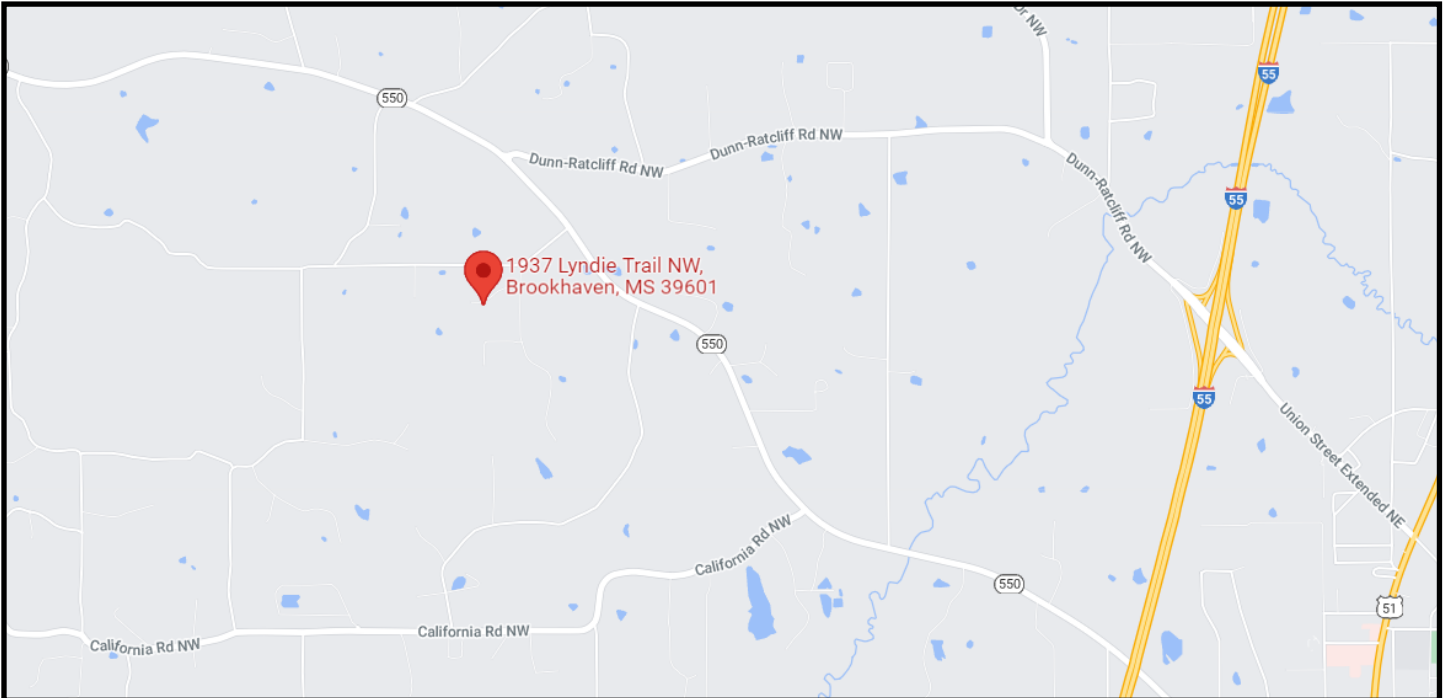 Dr NW
55
550
Dunn-Ratcliff Rd NW
Dunn-Ratcliff Rd NW
Dunn-Ratcliff Rd NW
55
1937 Lyndie Trail NW,
Brookhaven, MS 39601
550
55
Union Street Extended NE
California Rd NW
550
51
California Rd NW
California Rd NW